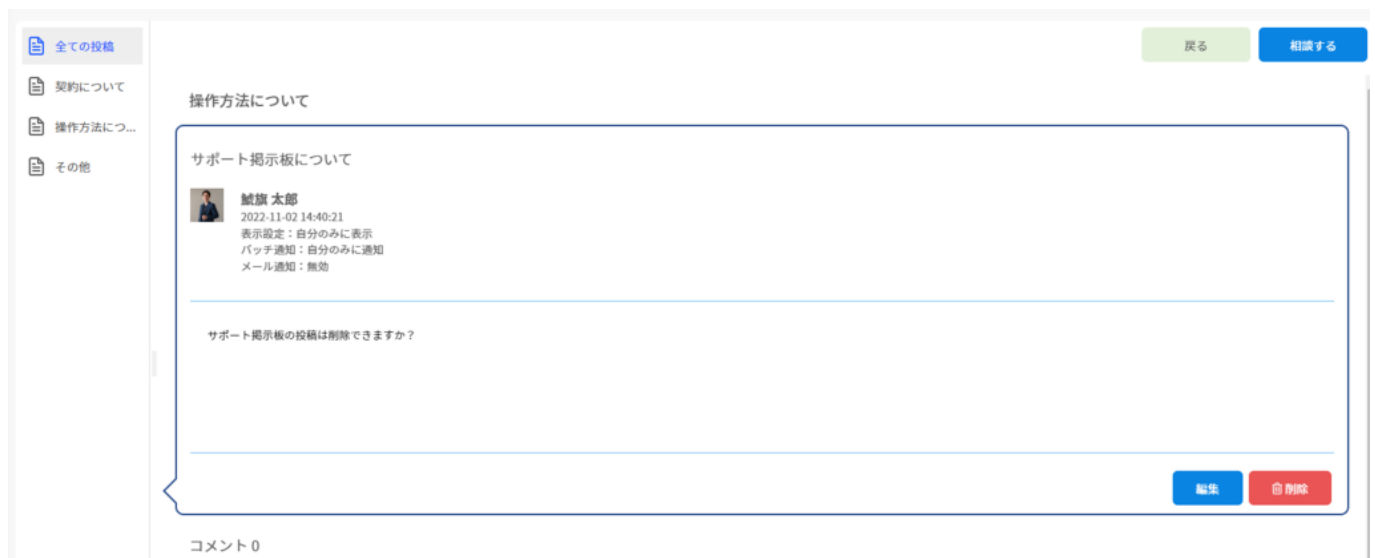 全ての投稿
契約について
操作方法につ...
その他
戻る
相談する
操作方法について
サポート掲示板について
鯱旗 太郎
2022-11-02 14:40:21
表示設定：自分のみに表示
バッチ通知：自分のみに通知
メール通知：無効
サポート掲示板の投稿は削除できますか？
編集
削除
コメント 0